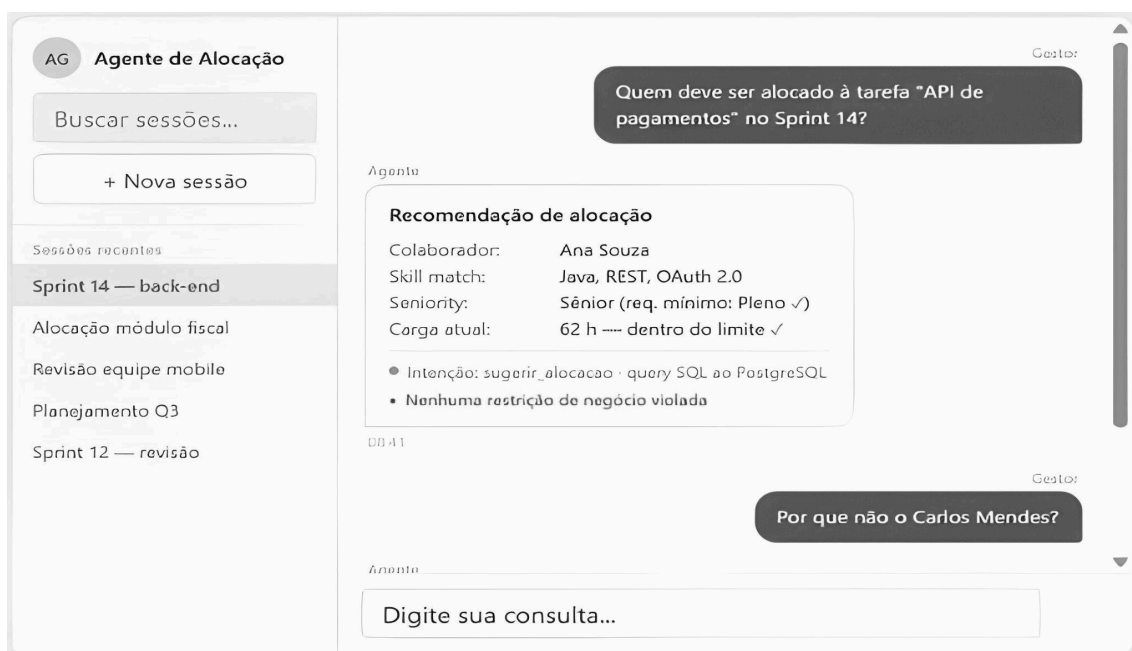 AG Agente de Alocação
Buscar sessões...
+ Nova sessão
Sessões recentes
Sprint 14 — back-end
Alocação módulo fiscal
Revisão equipe mobile
Planejamento Q3
Sprint 12 — revisão
Gestor
Quem deve ser alocado à tarefa "API de
pagamentos" no Sprint 14?
Agente
Recomendação de alocação
Colaborador: Ana Souza
Skill match: Java, REST, OAuth 2.0
Seniority: Sênior (req. mínimo: Pleno ✓)
Carga atual: 62 h — dentro do limite ✓
● Intenção: sugerir_alocacao · query SQL ao PostgreSQL
• Nenhuma restrição de negócio violada
Gestor
Por que não o Carlos Mendes?
Agente
Digite sua consulta...